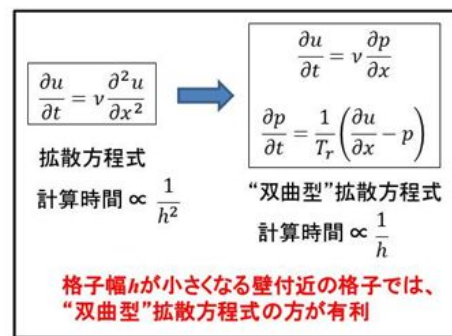 ∂u/∂t = ν ∂²u/∂x²
拡散方程式
計算時間 ∝ 1/h²
∂u/∂t = ν ∂p/∂x
∂p/∂t = 1/Tᵣ (∂u/∂x − p)
“双曲型”拡散方程式
計算時間 ∝ 1/h
格子幅hが小さくなる壁付近の格子では、
“双曲型”拡散方程式の方が有利